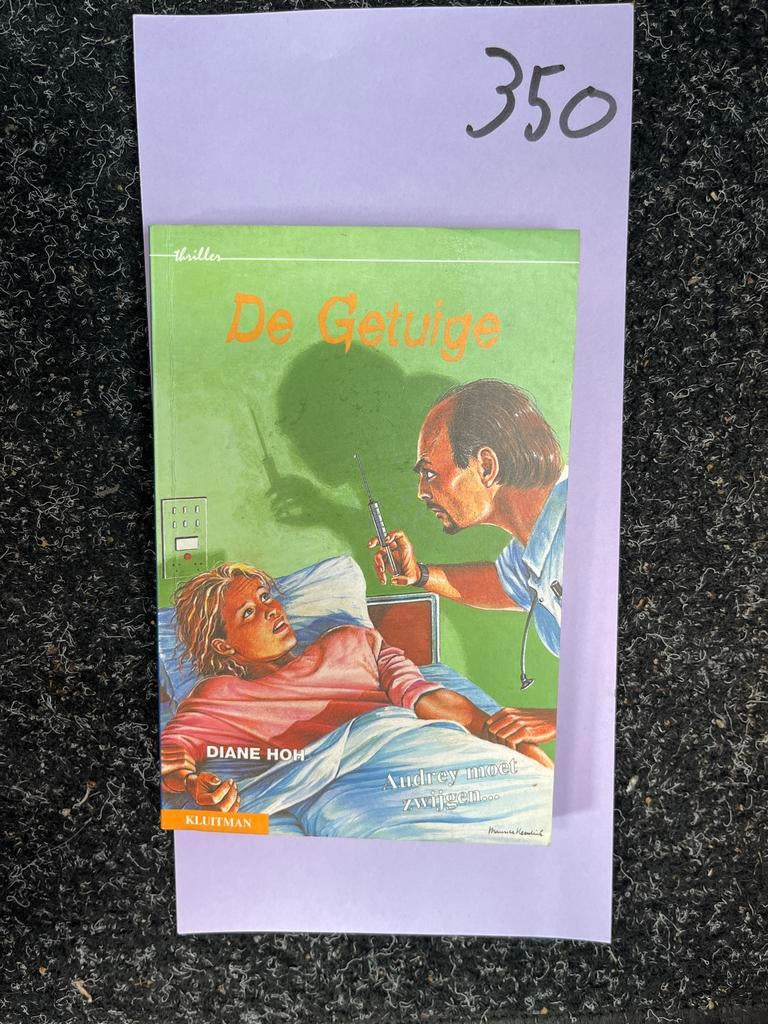 350
thriller
De Getuige
DIANE HOH
Audrey moet
zwijgen...
KLUITMAN